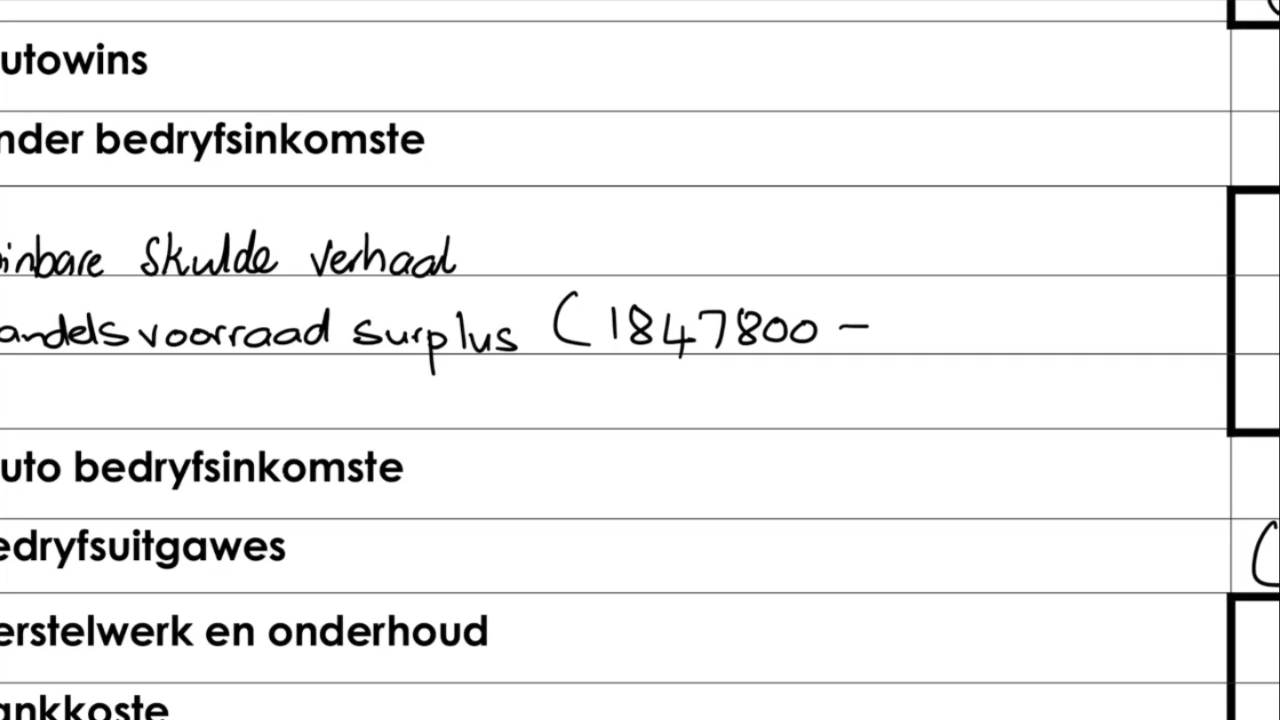 utowins
nder bedryfsinkomste
inbare skulde verhaal
andelsvoorraad surplus (1847800 –
uto bedryfsinkomste
edryfsuitgawes
(
erstelwerk en onderhoud
ankkoste